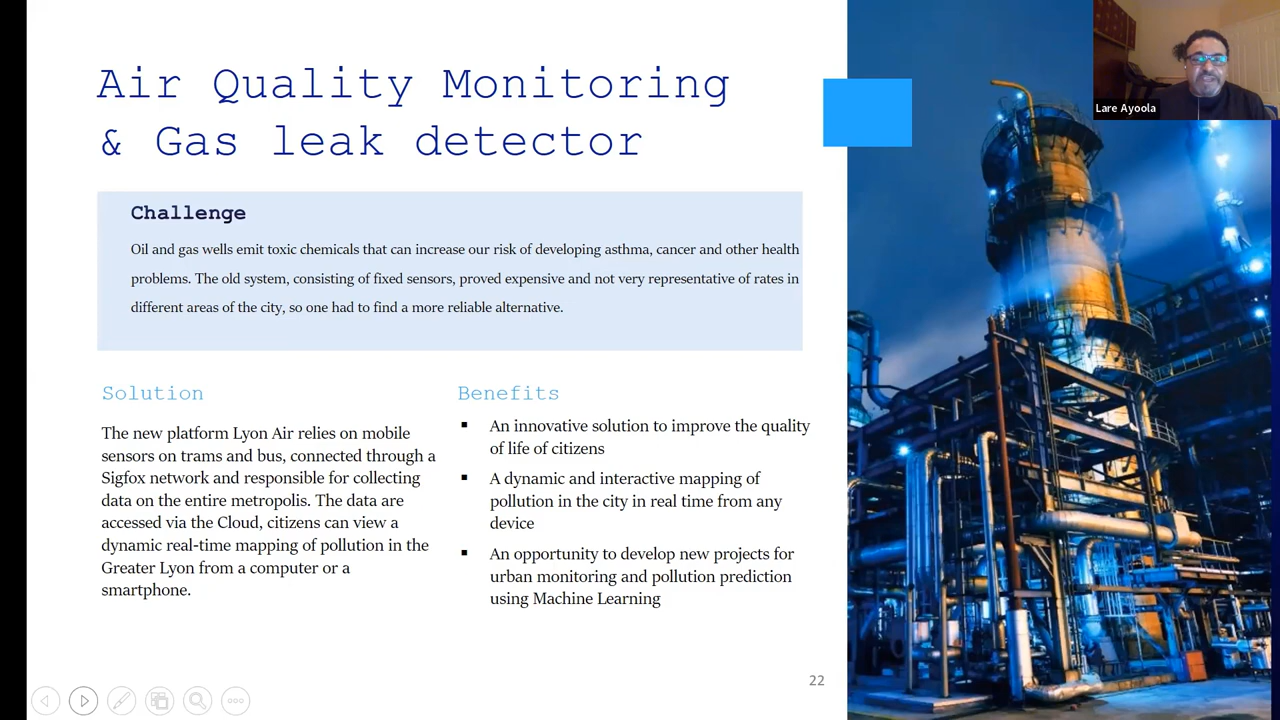 Air Quality Monitoring
& Gas leak detector
Lare Ayoola
Challenge
Oil and gas wells emit toxic chemicals that can increase our risk of developing asthma, cancer and other health
problems. The old system, consisting of fixed sensors, proved expensive and not very representative of rates in
different areas of the city, so one had to find a more reliable alternative.
Solution
The new platform Lyon Air relies on mobile
sensors on trams and bus, connected through a
Sigfox network and responsible for collecting
data on the entire metropolis. The data are
accessed via the Cloud, citizens can view a
dynamic real-time mapping of pollution in the
Greater Lyon from a computer or a
smartphone.
Benefits
▪ An innovative solution to improve the quality
of life of citizens
▪ A dynamic and interactive mapping of
pollution in the city in real time from any
device
▪ An opportunity to develop new projects for
urban monitoring and pollution prediction
using Machine Learning
22